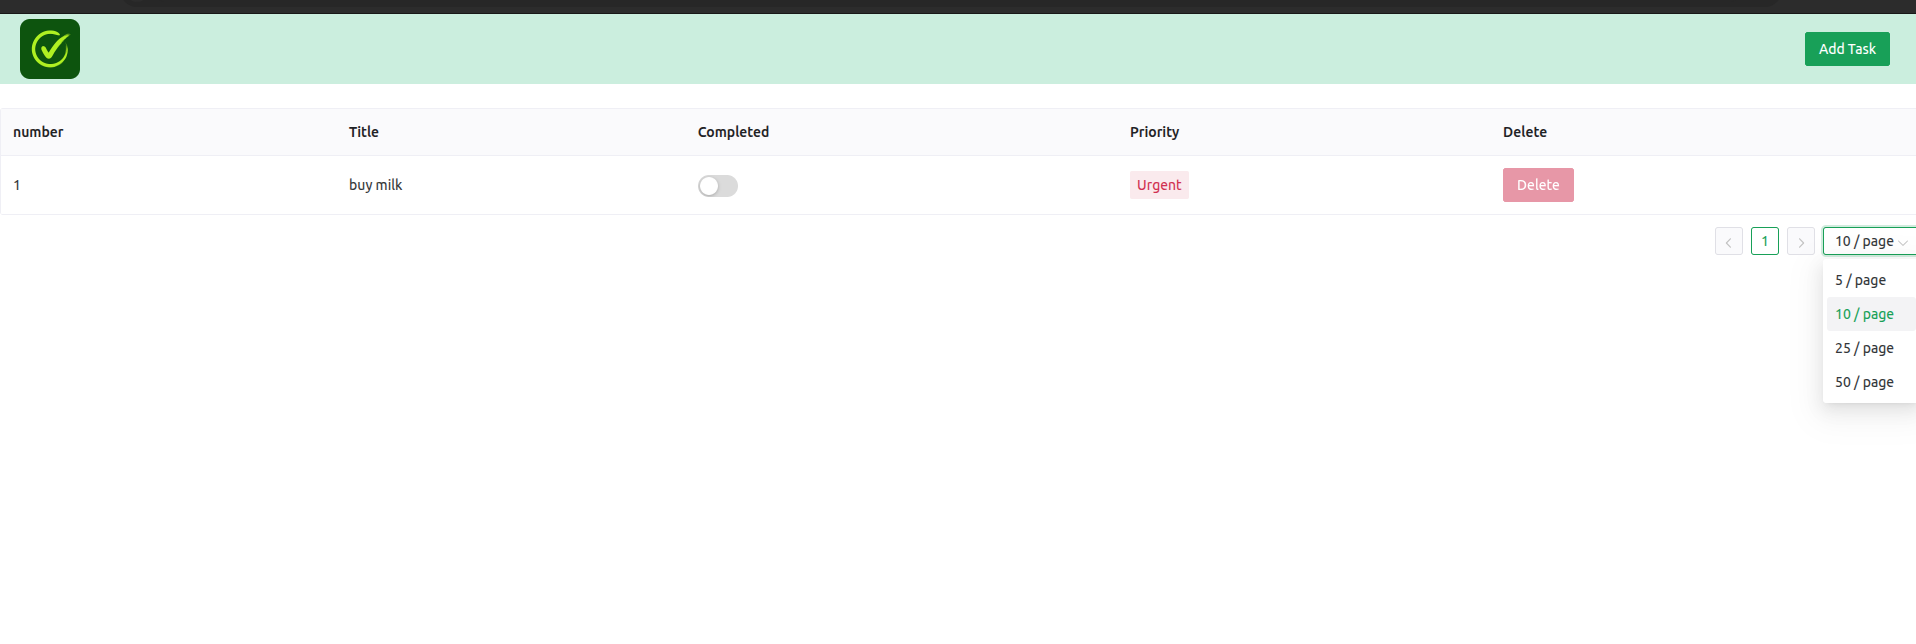 Add Task
number Title Completed Priority Delete
1 buy milk Urgent Delete
1 10 / page
5 / page
10 / page
25 / page
50 / page